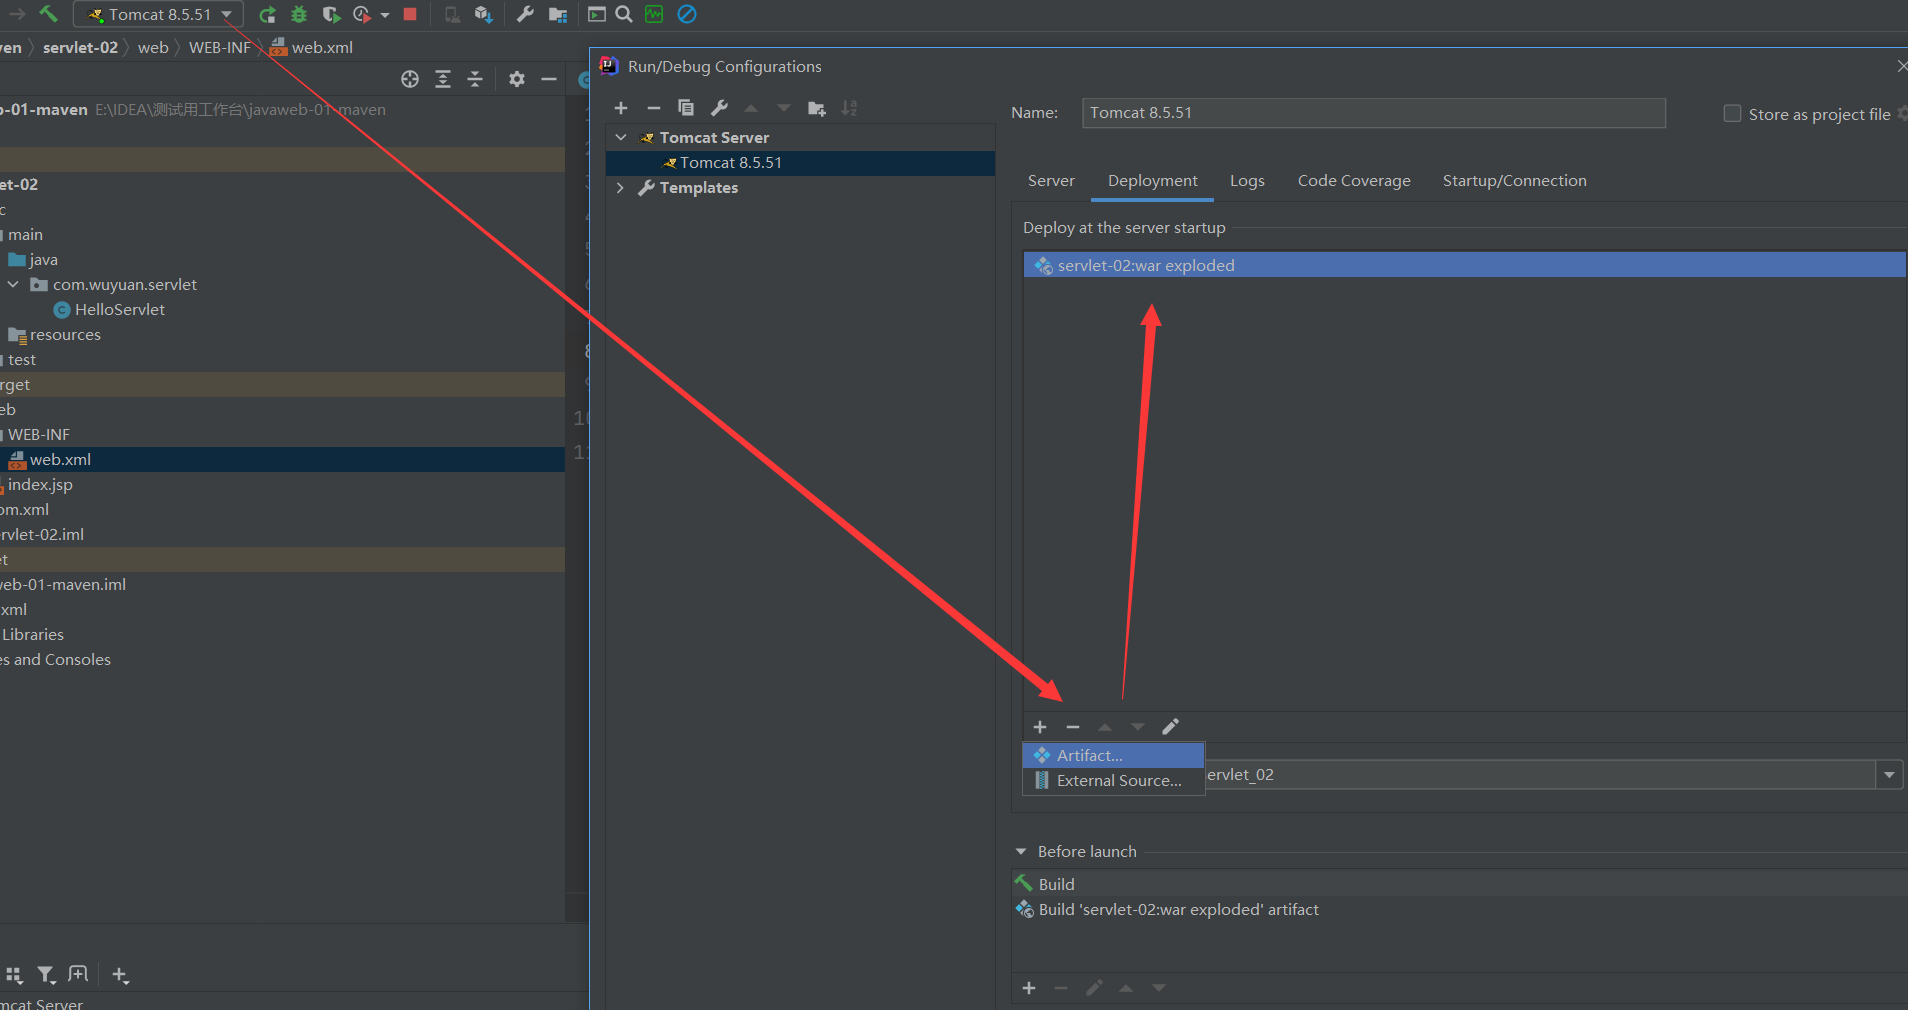 Tomcat 8.5.51
ven servlet-02 web WEB-INF web.xml
b-01-maven E:\IDEA\测试用工作台\javaweb-01-maven
et-02
c
main
java
com.wuyuan.servlet
HelloServlet
resources
test
rget
eb
WEB-INF
web.xml
index.jsp
om.xml
ervlet-02.iml
et
veb-01-maven.iml
.xml
Libraries
es and Consoles
mcat Server
8
10
Run/Debug Configurations
Tomcat Server
Tomcat 8.5.51
Templates
Name: Tomcat 8.5.51
Store as project file
Server Deployment Logs Code Coverage Startup/Connection
Deploy at the server startup
servlet-02:war exploded
Artifact...
External Source...
ervlet_02
Before launch
Build
Build 'servlet-02:war exploded' artifact